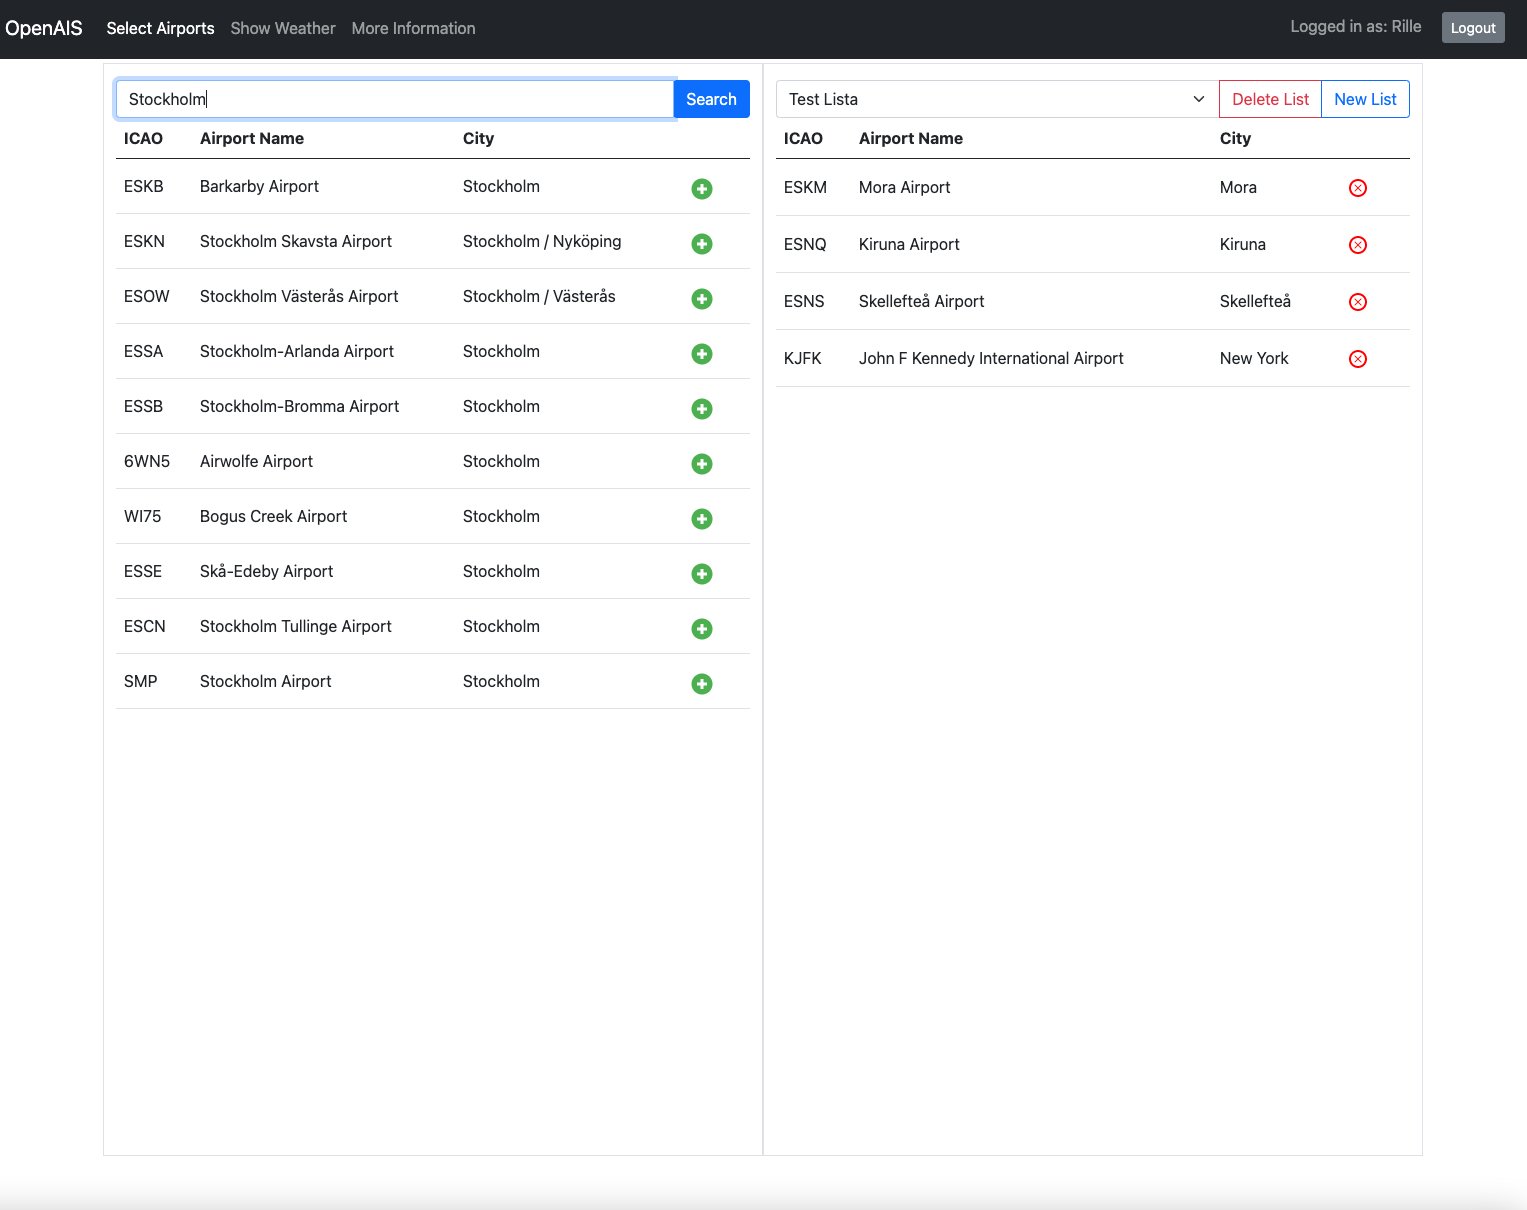 OpenAIS Select Airports Show Weather More Information Logged in as: Rille Logout
Stockholm Search
ICAO Airport Name City
ESKB Barkarby Airport Stockholm
ESKN Stockholm Skavsta Airport Stockholm / Nyköping
ESOW Stockholm Västerås Airport Stockholm / Västerås
ESSA Stockholm-Arlanda Airport Stockholm
ESSB Stockholm-Bromma Airport Stockholm
6WN5 Airwolfe Airport Stockholm
WI75 Bogus Creek Airport Stockholm
ESSE Skå-Edeby Airport Stockholm
ESCN Stockholm Tullinge Airport Stockholm
SMP Stockholm Airport Stockholm
Test Lista Delete List New List
ICAO Airport Name City
ESKM Mora Airport Mora
ESNQ Kiruna Airport Kiruna
ESNS Skellefteå Airport Skellefteå
KJFK John F Kennedy International Airport New York